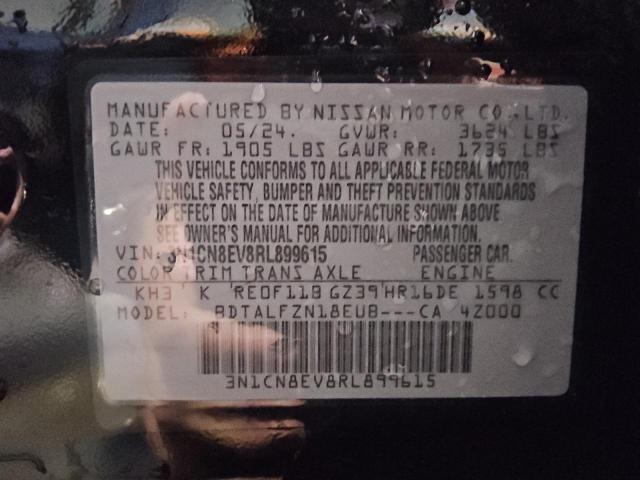 MANUFACTURED BY NISSAN MOTOR CO.,LTD.
DATE: 05/24. GVWR: 3624 LBS
GAWR FR: 1905 LBS GAWR RR: 1735 LBS
THIS VEHICLE CONFORMS TO ALL APPLICABLE FEDERAL MOTOR
VEHICLE SAFETY, BUMPER AND THEFT PREVENTION STANDARDS
IN EFFECT ON THE DATE OF MANUFACTURE SHOWN ABOVE.
SEE OWNER'S MANUAL FOR ADDITIONAL INFORMATION.
VIN: 3N1CN8EV8RL899615 PASSENGER CAR.
COLOR TRIM TRANS AXLE ENGINE
KH3 K RE0F11B GZ39 HR16DE 1598 CC
MODEL: BDTALFZN18EU8---CA 4Z000
3N1CN8EV8RL899615